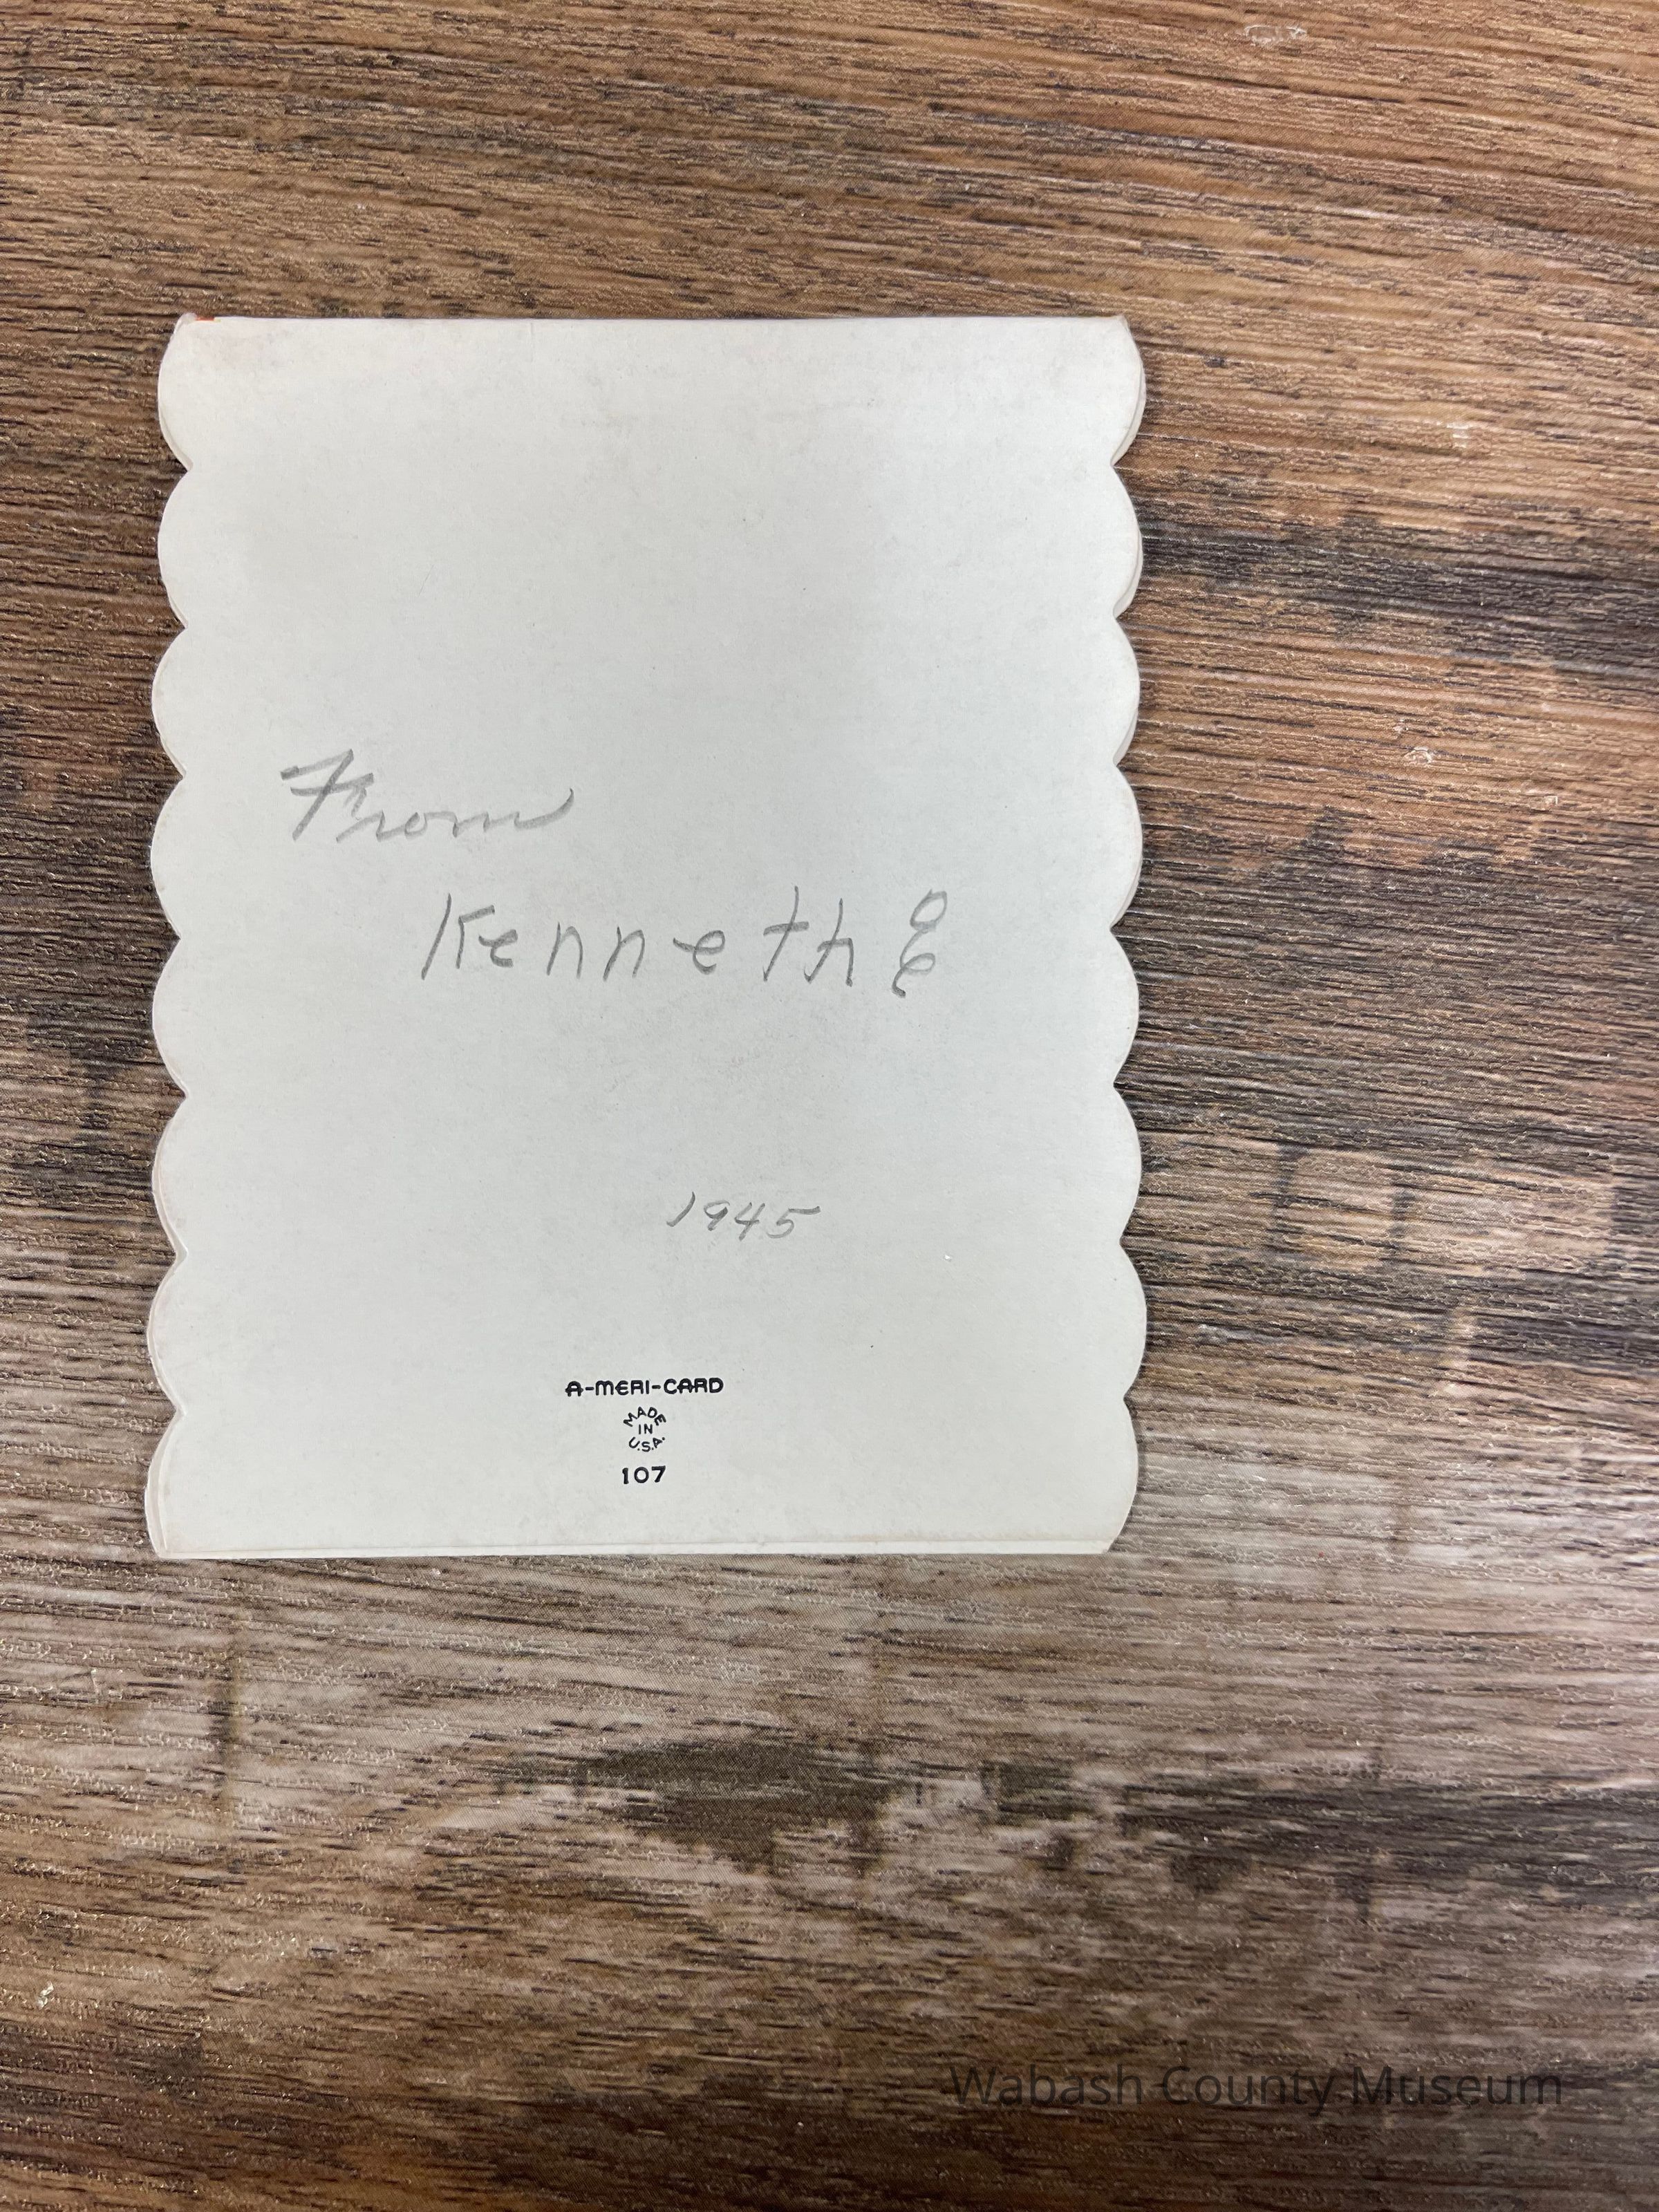 From
Kenneth E
1945
A-MERI-CARD
MADE
IN
U.S.A.
107
Wabash County Museum